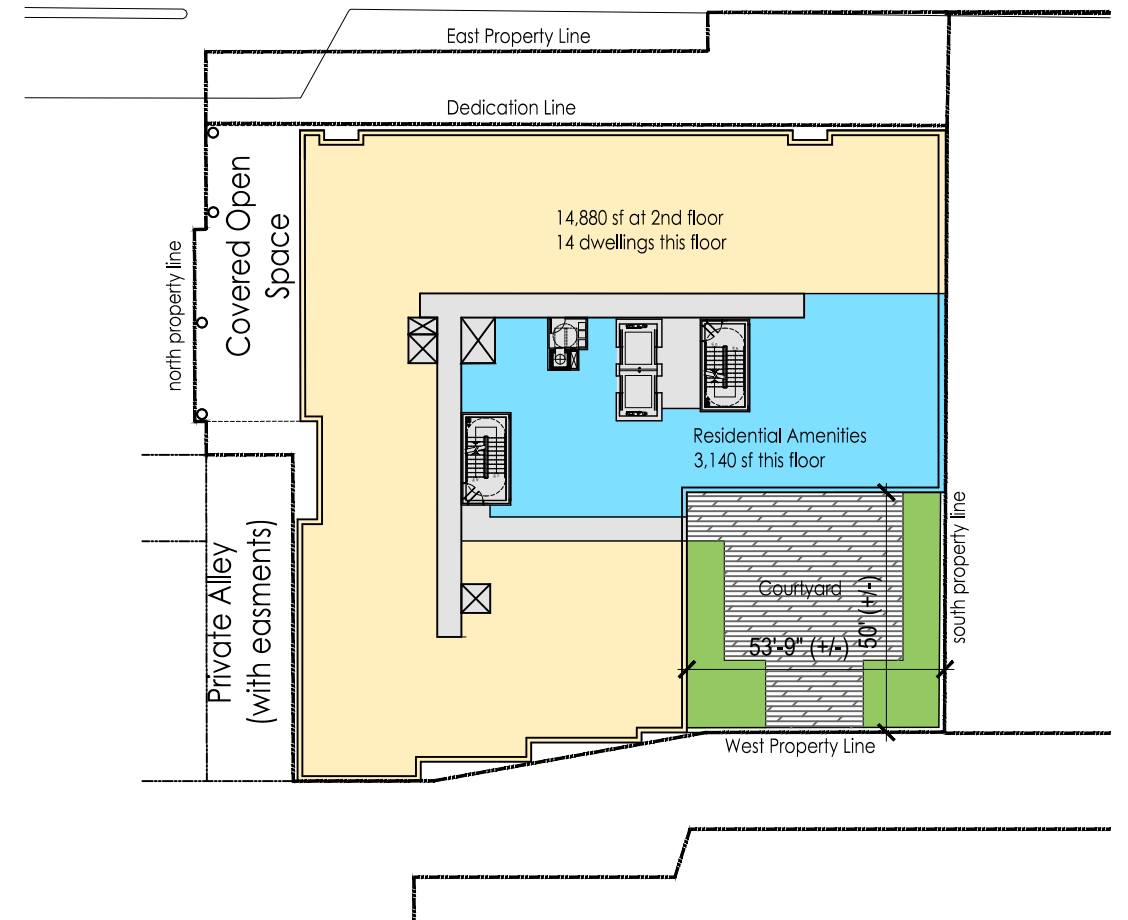 East Property Line
Dedication Line
Covered Open
Space
14,880 sf at 2nd floor
14 dwellings this floor
north property line
Residential Amenities
3,140 sf this floor
Private Alley
(with easments)
Courtyard
50' (+/-)
53'-9" (+/-)
south property line
West Property Line